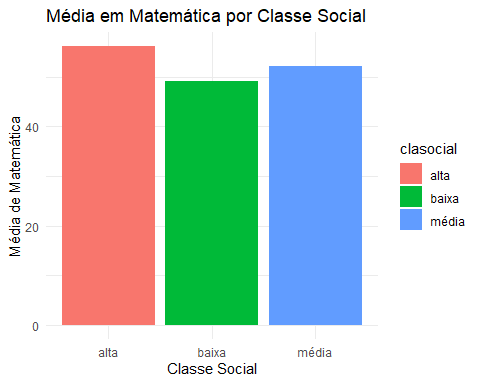 Média em Matemática por Classe Social
Média de Matemática
40
20
0
alta
baixa
média
Classe Social
clasocial
alta
baixa
média